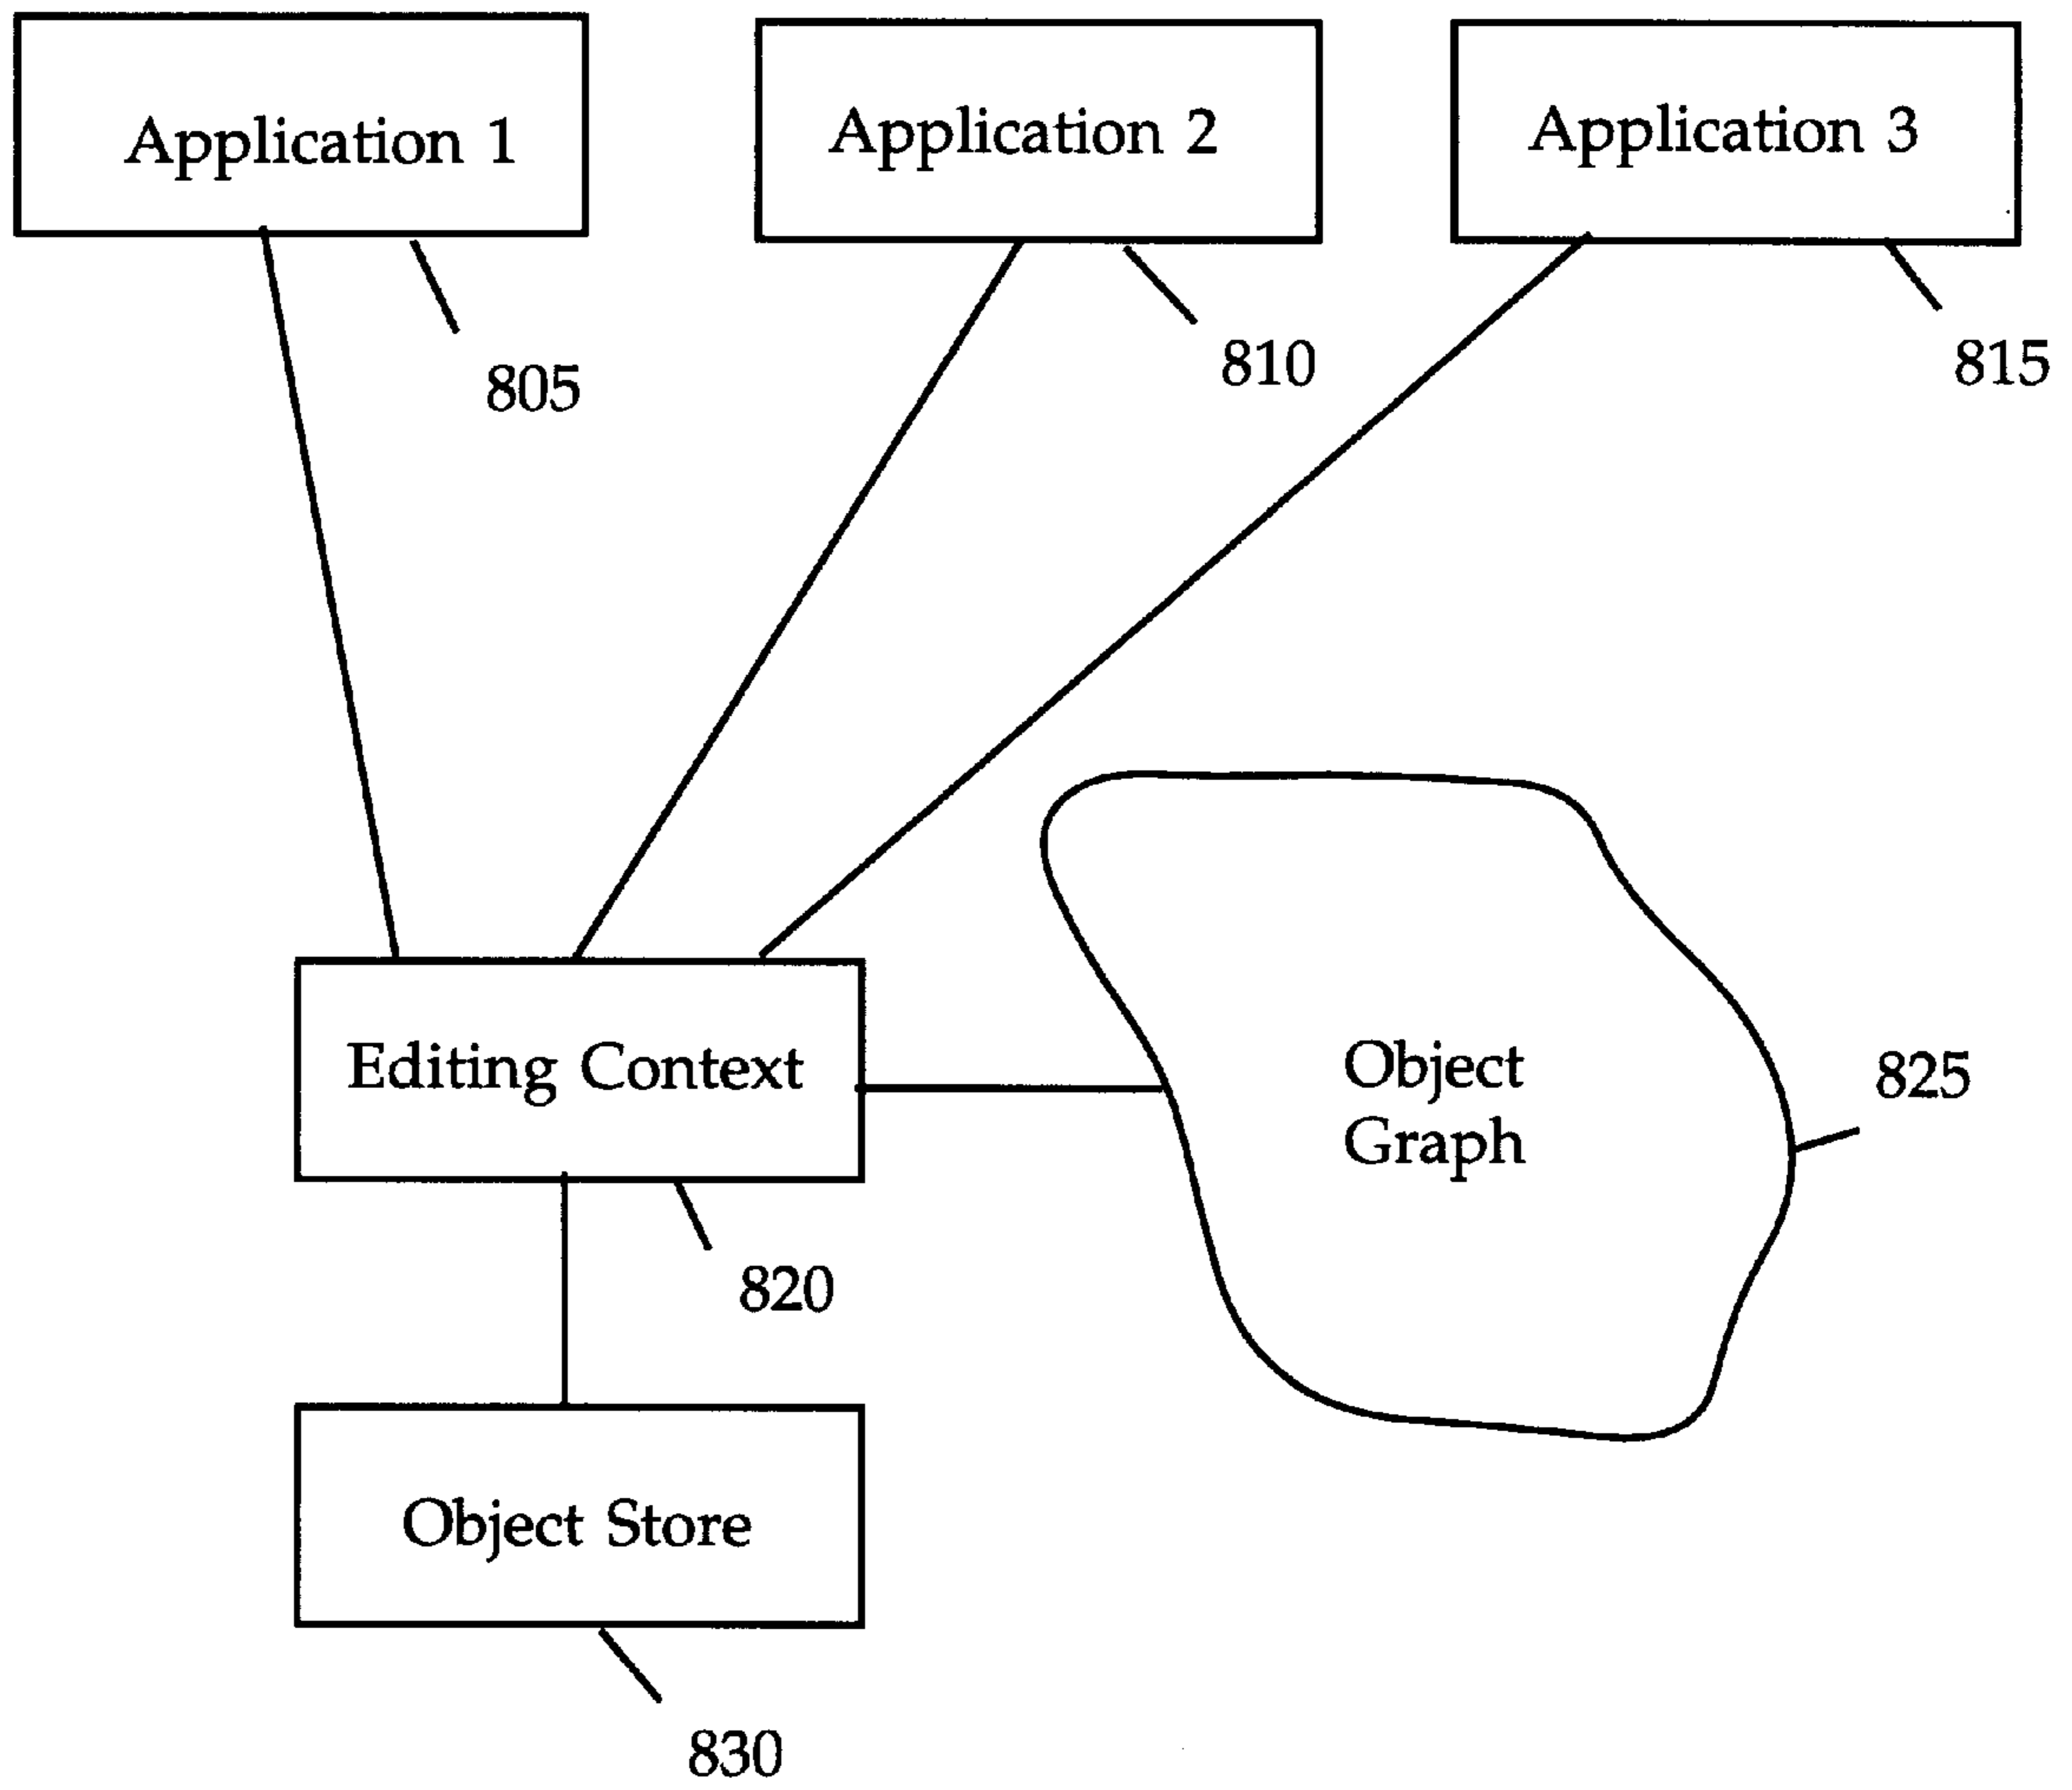 Application 1
Application 2
Application 3
805
810
815
Editing Context
Object
Graph
825
820
Object Store
830